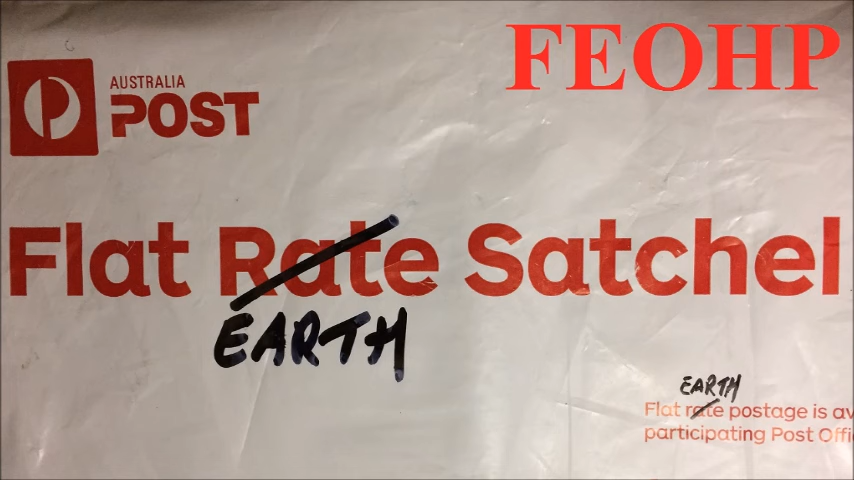 FEOHP
AUSTRALIA
POST
Flat Rate Satchel
EARTH
EARTH
Flat rate postage is av
participating Post Offi